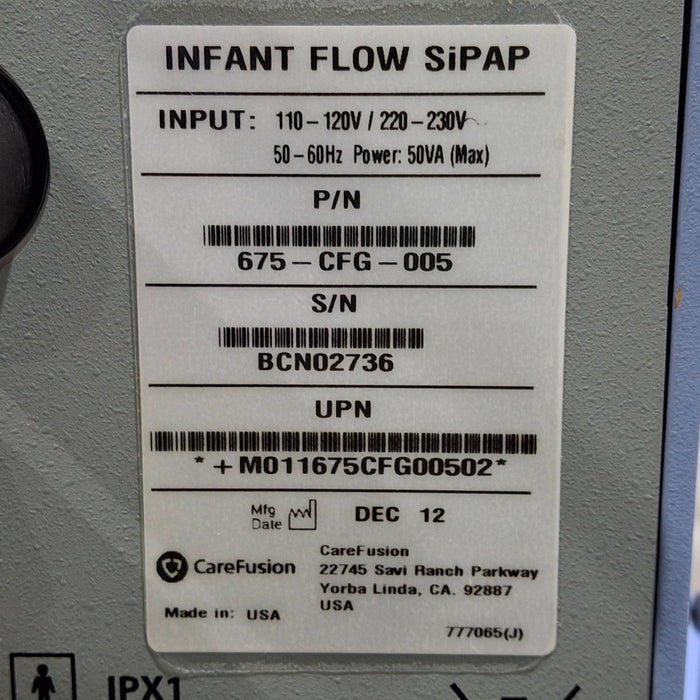 INFANT FLOW SiPAP
INPUT: 110-120V / 220-230V
50-60Hz Power: 50VA (Max)
P/N
675-CFG-005
S/N
BCN02736
UPN
*+M011675CFG00502*
Mfg Date DEC 12
CareFusion
CareFusion
22745 Savi Ranch Parkway
Yorba Linda, CA. 92887
USA
Made in: USA
777065(J)
IPX1